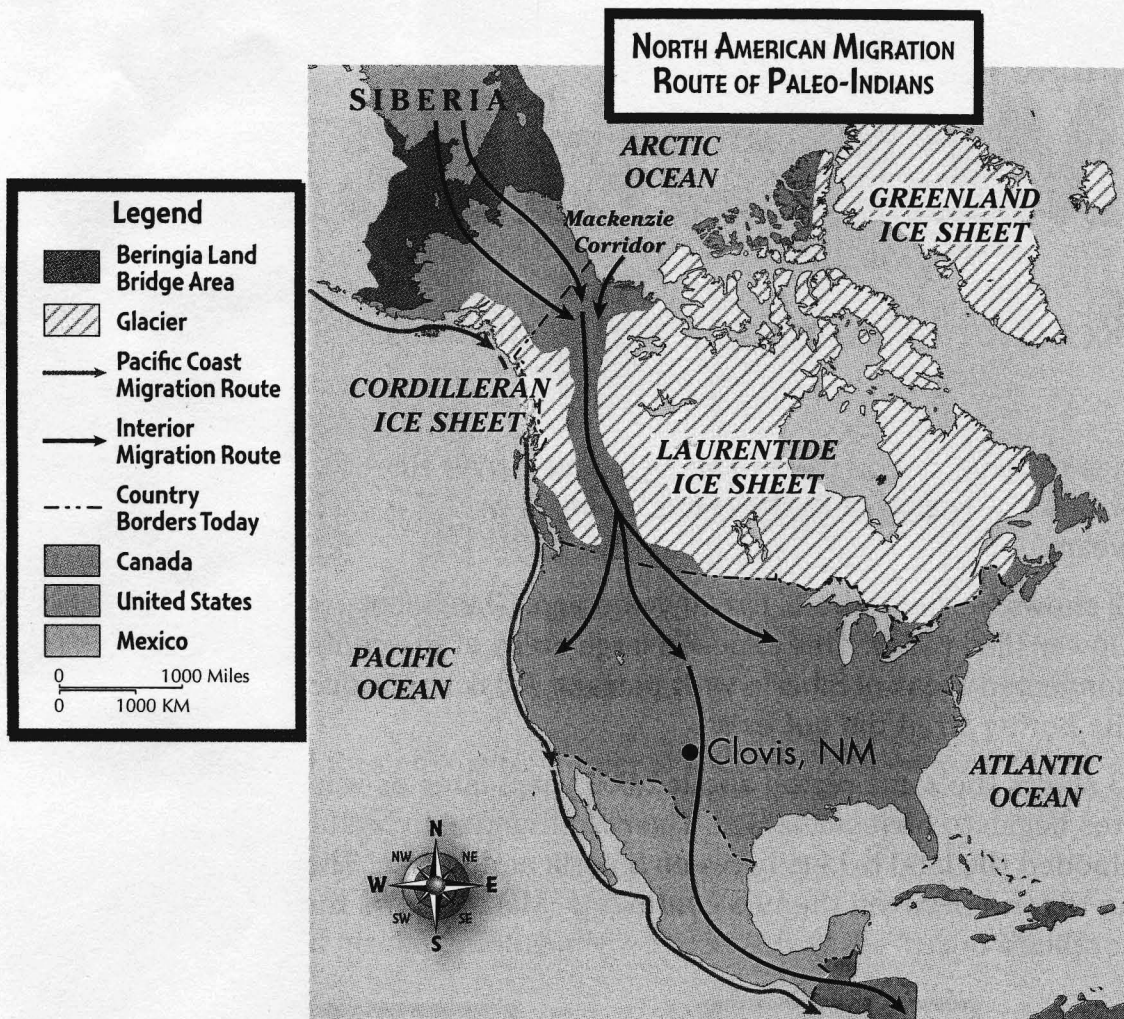 NORTH AMERICAN MIGRATION
ROUTE OF PALEO-INDIANS
SIBERIA
ARCTIC
OCEAN
GREENLAND
ICE SHEET
Mackenzie
Corridor
Legend
Beringia Land
Bridge Area
Glacier
Pacific Coast
Migration Route
Interior
Migration Route
Country
Borders Today
Canada
United States
Mexico
0 1000 Miles
0 1000 KM
CORDILLERAN
ICE SHEET
LAURENTIDE
ICE SHEET
PACIFIC
OCEAN
Clovis, NM
ATLANTIC
OCEAN
N
NW NE
W E
SW SE
S